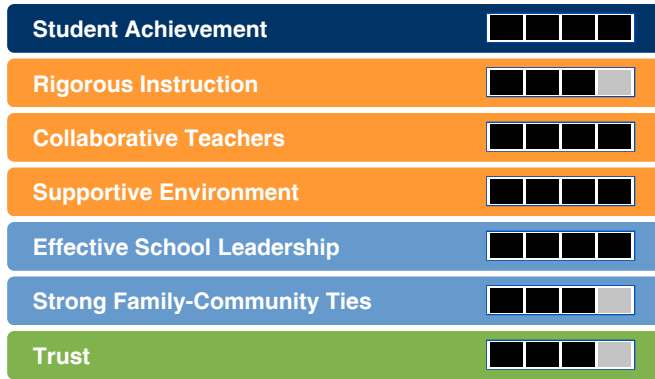 Student Achievement
Rigorous Instruction
Collaborative Teachers
Supportive Environment
Effective School Leadership
Strong Family-Community Ties
Trust